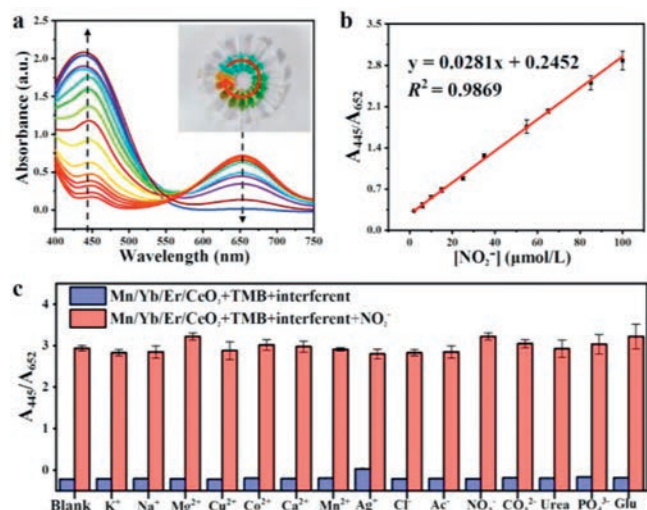 a
Absorbance (a.u.)
2.5
2.0
1.5
1.0
0.5
0.0
400 450 500 550 600 650 700 750
Wavelength (nm)
b
A₄₄₅/A₆₅₂
3.8
2.8
1.7
0.7
-0.4
y = 0.0281x + 0.2452
R² = 0.9869
0 20 40 60 80 100
[NO₂⁻] (μmol/L)
c
Mn/Yb/Er/CeO₂+TMB+interferent
Mn/Yb/Er/CeO₂+TMB+interferent+NO₂⁻
A₄₄₅/A₆₅₂
4
3
2
0
Blank K⁺ Na⁺ Mg²⁺ Cu²⁺ Co²⁺ Ca²⁺ Mn²⁺ Ag⁺ Cl⁻ Ac⁻ NO₃⁻ CO₃²⁻ Urea PO₄³⁻ Glu